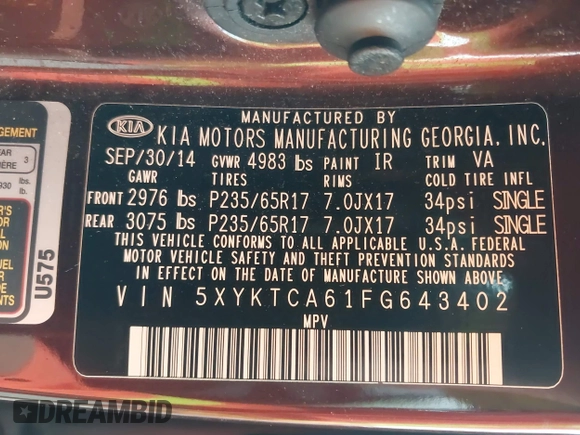 MANUFACTURED BY
KIA KIA MOTORS MANUFACTURING GEORGIA, INC.
SEP/30/14 GVWR 4983 lbs PAINT IR TRIM VA
GAWR TIRES RIMS COLD TIRE INFL
FRONT 2976 lbs P235/65R17 7.0JX17 34psi SINGLE
REAR 3075 lbs P235/65R17 7.0JX17 34psi SINGLE
THIS VEHICLE CONFORMS TO ALL APPLICABLE U.S.A. FEDERAL
MOTOR VEHICLE SAFETY AND THEFT PREVENTION STANDARDS
IN EFFECT ON THE DATE OF MANUFACTURE SHOWN ABOVE.
VIN 5XYKTCA61FG643402
MPV
3
930 lbs.
U575
DREAMBID